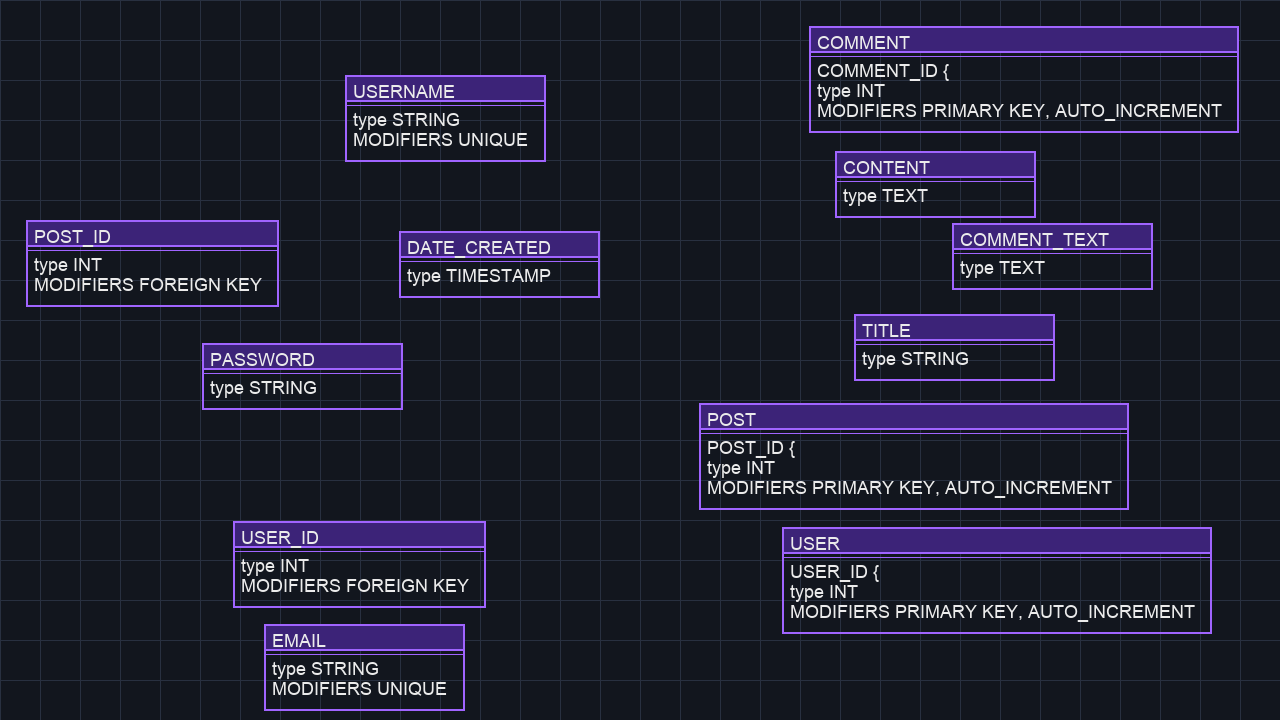 COMMENT
COMMENT_ID {
type INT
MODIFIERS PRIMARY KEY, AUTO_INCREMENT
USERNAME
type STRING
MODIFIERS UNIQUE
CONTENT
type TEXT
POST_ID
type INT
MODIFIERS FOREIGN KEY
DATE_CREATED
type TIMESTAMP
COMMENT_TEXT
type TEXT
TITLE
type STRING
PASSWORD
type STRING
POST
POST_ID {
type INT
MODIFIERS PRIMARY KEY, AUTO_INCREMENT
USER_ID
type INT
MODIFIERS FOREIGN KEY
USER
USER_ID {
type INT
MODIFIERS PRIMARY KEY, AUTO_INCREMENT
EMAIL
type STRING
MODIFIERS UNIQUE